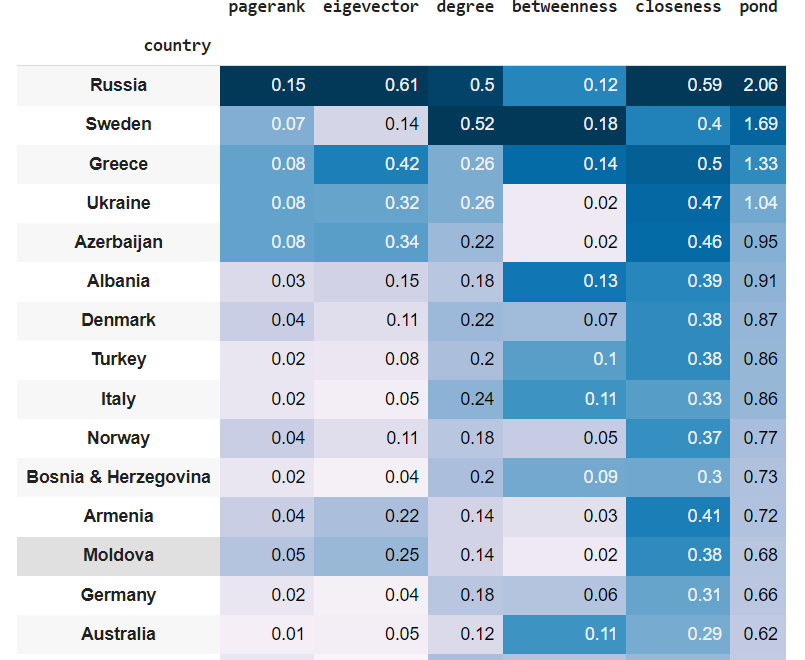 pagerank eigevector degree betweenness closeness pond
country
Russia 0.15 0.61 0.5 0.12 0.59 2.06
Sweden 0.07 0.14 0.52 0.18 0.4 1.69
Greece 0.08 0.42 0.26 0.14 0.5 1.33
Ukraine 0.08 0.32 0.26 0.02 0.47 1.04
Azerbaijan 0.08 0.34 0.22 0.02 0.46 0.95
Albania 0.03 0.15 0.18 0.13 0.39 0.91
Denmark 0.04 0.11 0.22 0.07 0.38 0.87
Turkey 0.02 0.08 0.2 0.1 0.38 0.86
Italy 0.02 0.05 0.24 0.11 0.33 0.86
Norway 0.04 0.11 0.18 0.05 0.37 0.77
Bosnia & Herzegovina 0.02 0.04 0.2 0.09 0.3 0.73
Armenia 0.04 0.22 0.14 0.03 0.41 0.72
Moldova 0.05 0.25 0.14 0.02 0.38 0.68
Germany 0.02 0.04 0.18 0.06 0.31 0.66
Australia 0.01 0.05 0.12 0.11 0.29 0.62